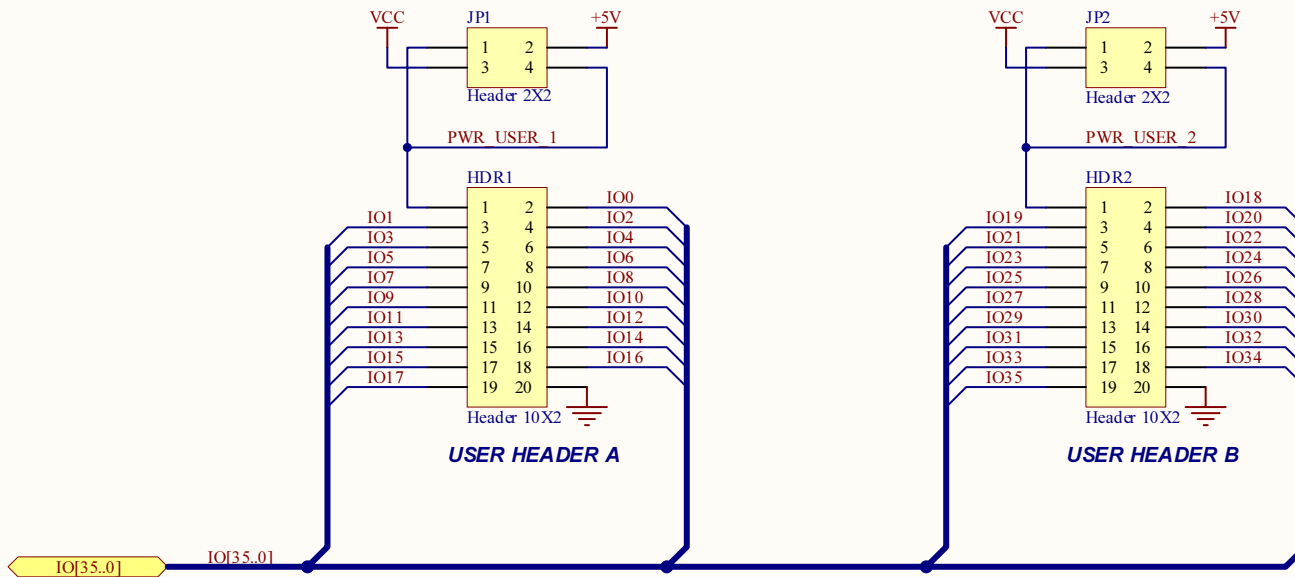 VCC JP1 +5V VCC JP2 +5V
1 2 1 2
3 4 3 4
Header 2X2 Header 2X2
PWR_USER_1 PWR_USER_2
HDR1 HDR2
IO0 IO18
1 2 1 2
IO1 IO2 IO19 IO20
3 4 3 4
IO3 IO4 IO21 IO22
5 6 5 6
IO5 IO6 IO23 IO24
7 8 7 8
IO7 IO8 IO25 IO26
9 10 9 10
IO9 IO10 IO27 IO28
11 12 11 12
IO11 IO12 IO29 IO30
13 14 13 14
IO13 IO14 IO31 IO32
15 16 15 16
IO15 IO16 IO33 IO34
17 18 17 18
IO17 IO35
19 20 19 20
Header 10X2 Header 10X2
USER HEADER A USER HEADER B
IO[35..0] IO[35..0]